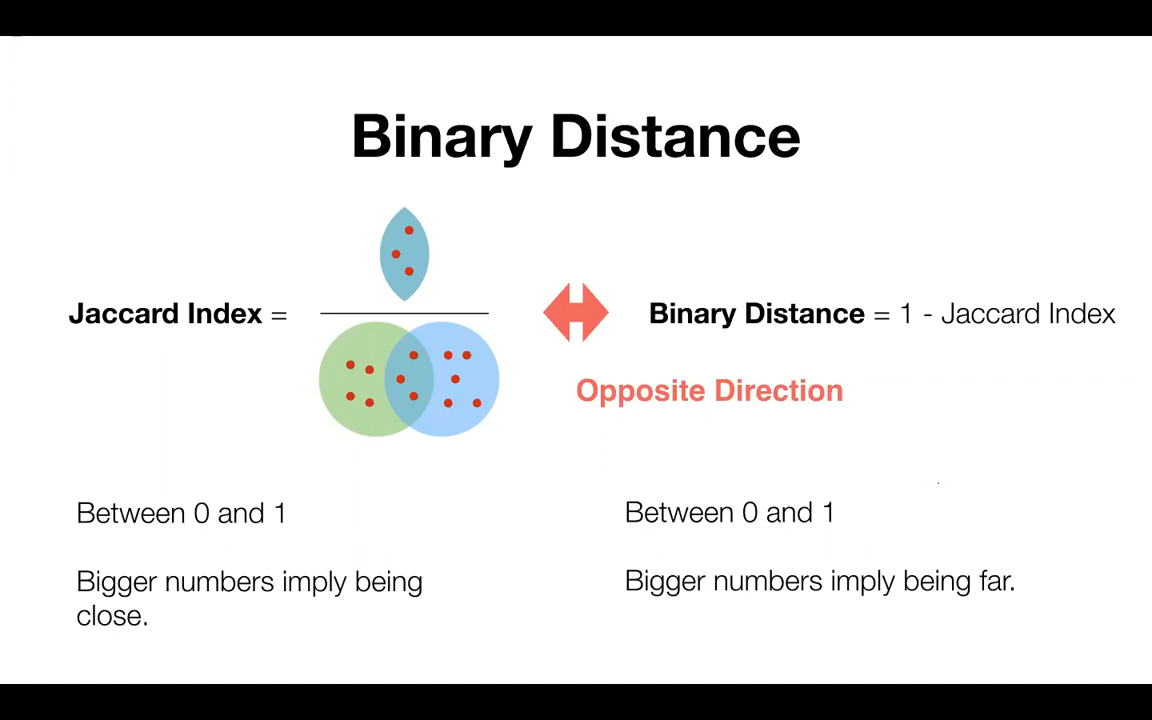 Binary Distance
Jaccard Index =
Binary Distance = 1 - Jaccard Index
Opposite Direction
Between 0 and 1
Bigger numbers imply being
close.
Between 0 and 1
Bigger numbers imply being far.